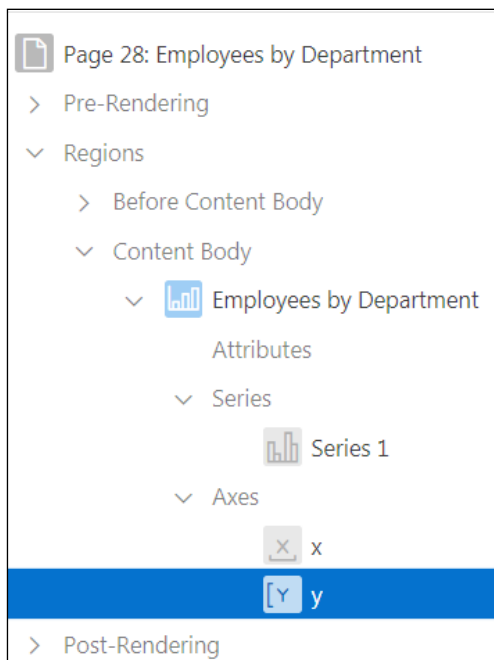 Page 28: Employees by Department
Pre-Rendering
Regions
Before Content Body
Content Body
Employees by Department
Attributes
Series
Series 1
Axes
X x
Y y
Post-Rendering